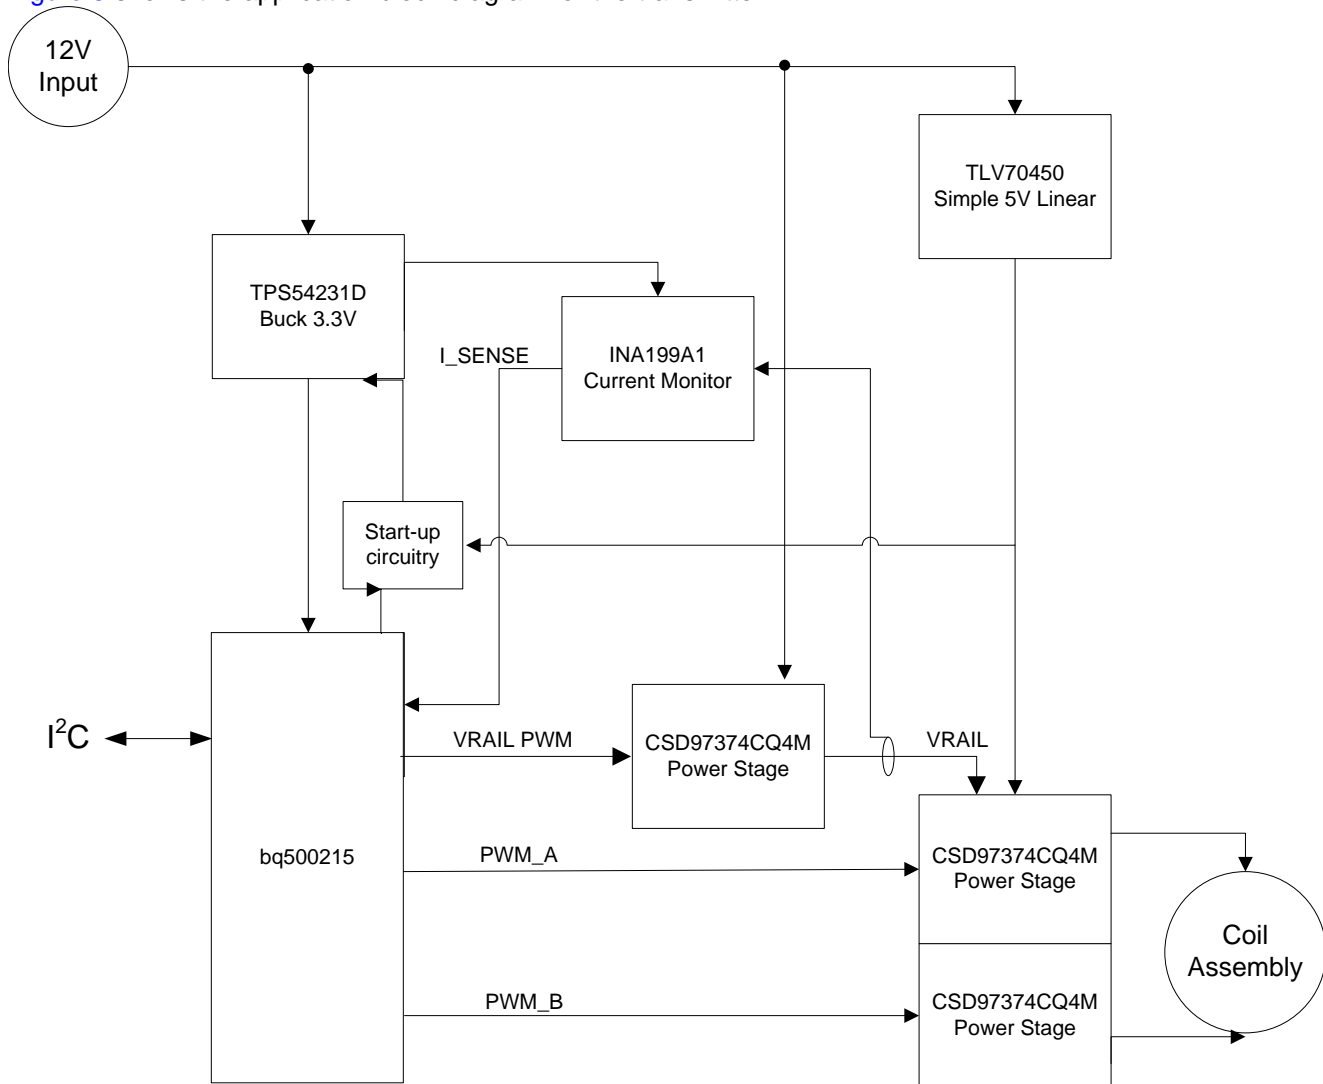 12V
Input
TLV70450
Simple 5V Linear
TPS54231D
Buck 3.3V
I_SENSE
INA199A1
Current Monitor
Start-up
circuitry
I²C
VRAIL PWM
CSD97374CQ4M
Power Stage
VRAIL
bq500215
PWM_A
CSD97374CQ4M
Power Stage
Coil
Assembly
PWM_B
CSD97374CQ4M
Power Stage